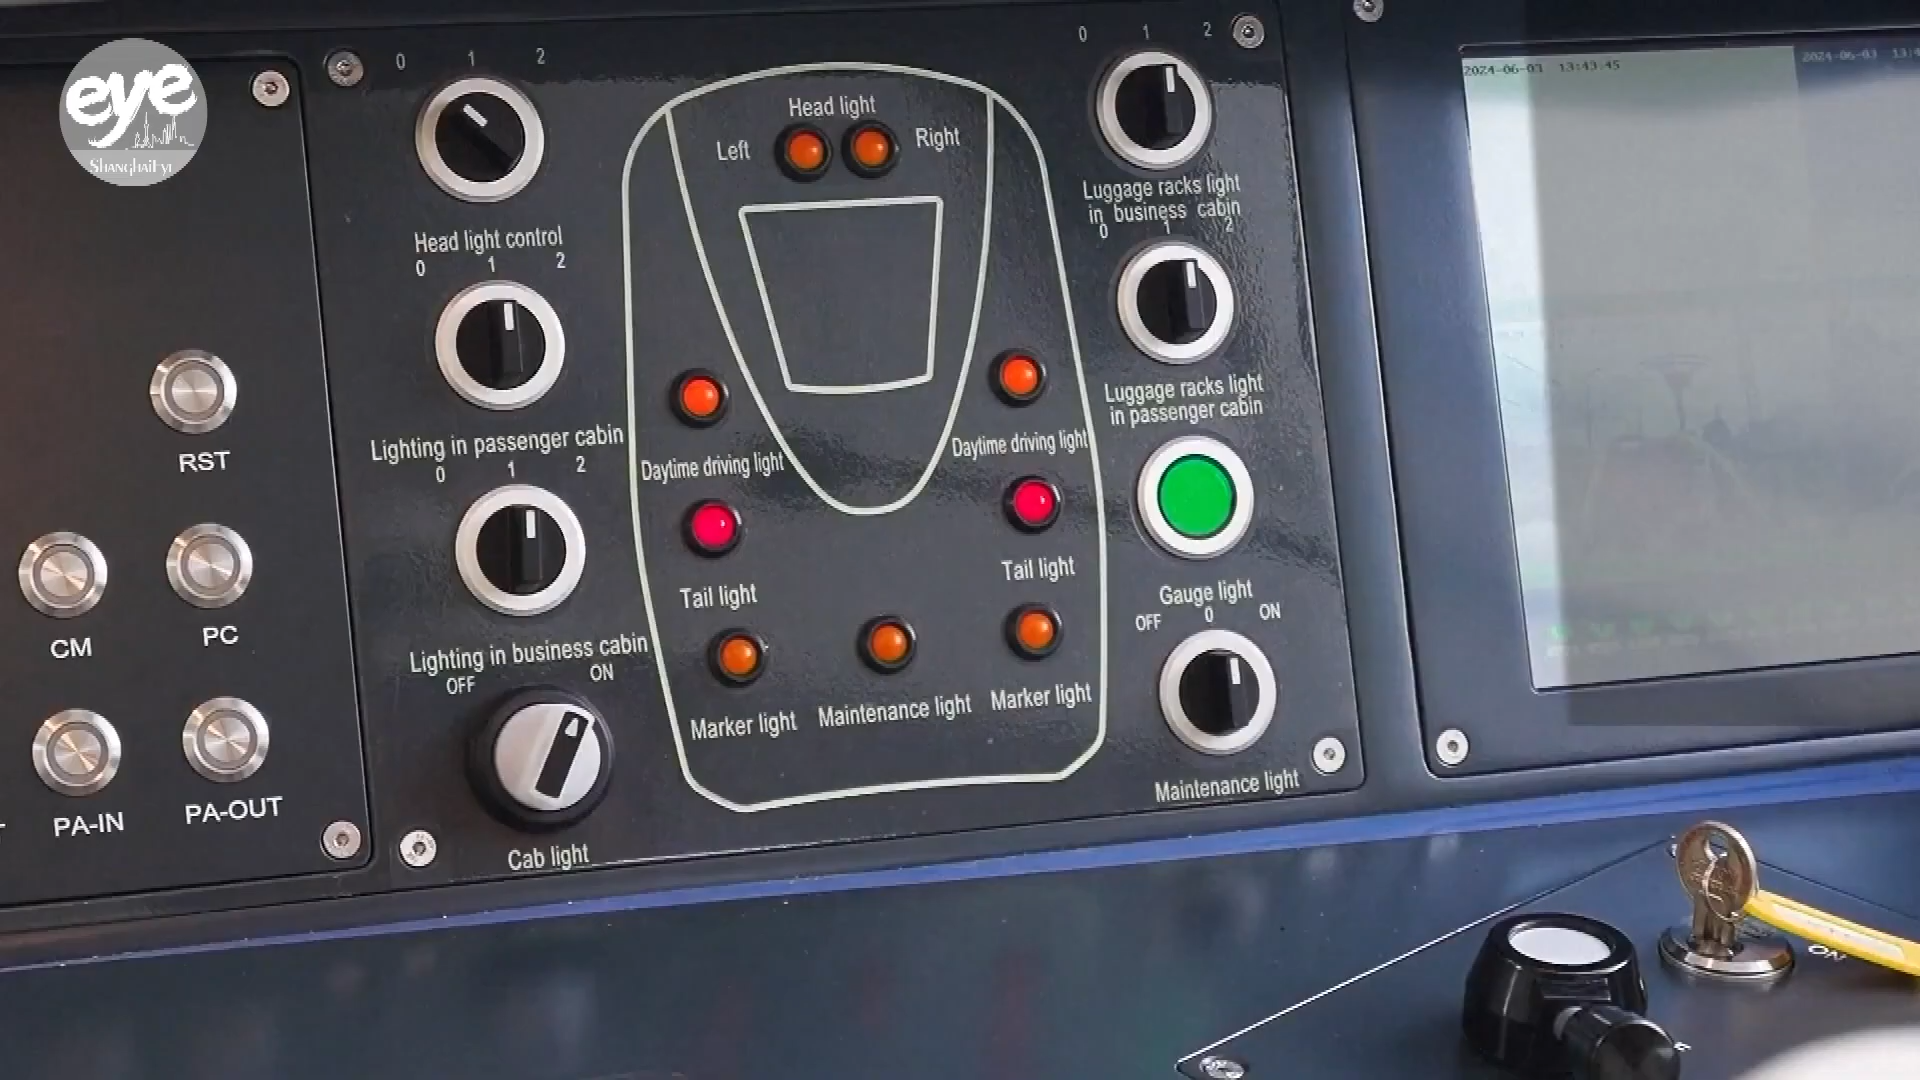 eye
0 1 2
Head light control
0 1 2
Lighting in passenger cabin
0 1 2
Lighting in business cabin
OFF ON
Cab light
RST
CM
PC
PA-IN
PA-OUT
Head light
Left
Right
Daytime driving light
Daytime driving light
Tail light
Tail light
Marker light
Maintenance light
Marker light
0 1 2
Luggage racks light
in business cabin
0 1 2
Luggage racks light
in passenger cabin
Gauge light
OFF 0 ON
Maintenance light
2024-06-03 13:43:45
2024-06-03